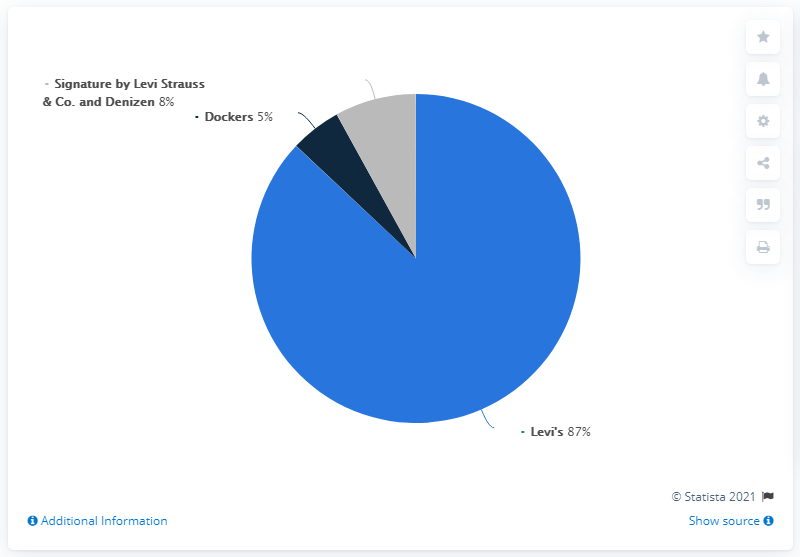 - Signature by Levi Strauss
& Co. and Denizen 8%
• Dockers 5%
- Levi's 87%
© Statista 2021
Additional Information
Show source